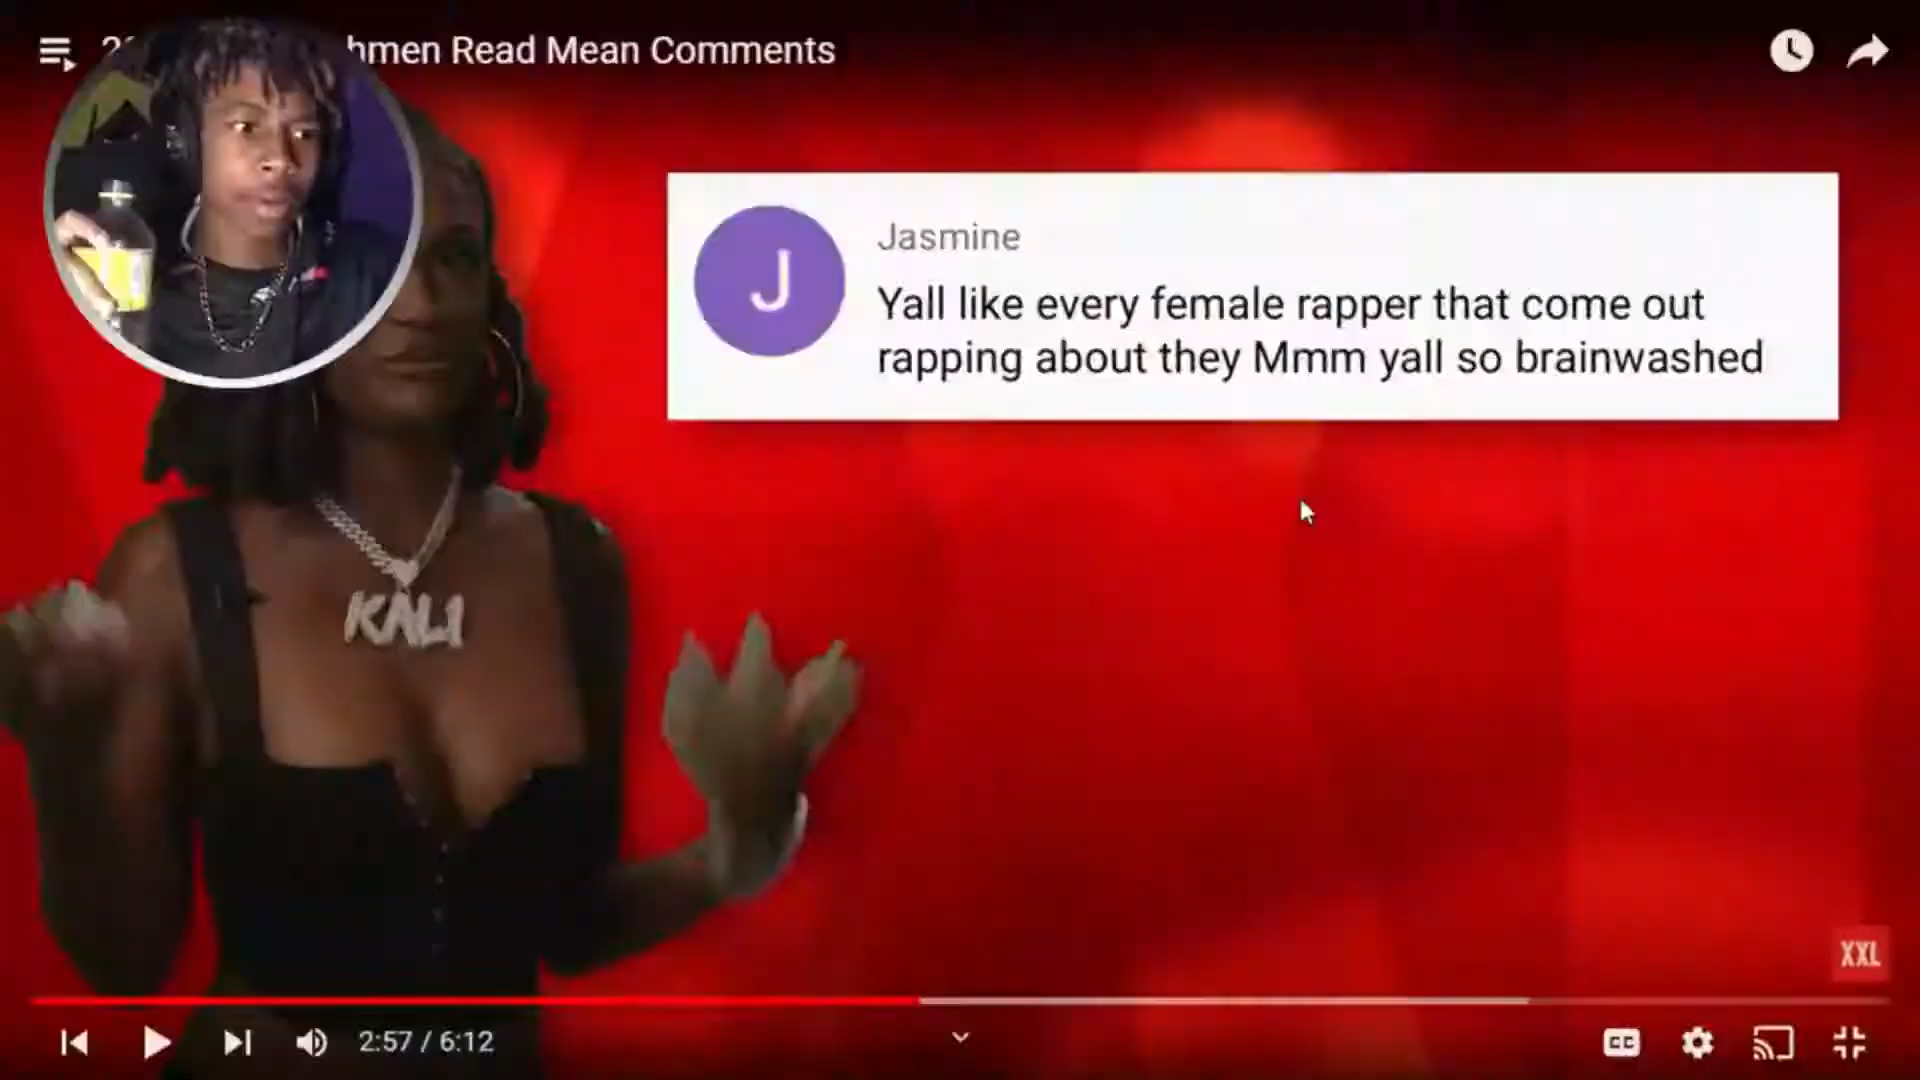 hmen Read Mean Comments
Jasmine
J
Yall like every female rapper that come out
rapping about they Mmm yall so brainwashed
KALI
XXL
2:57 / 6:12
CC